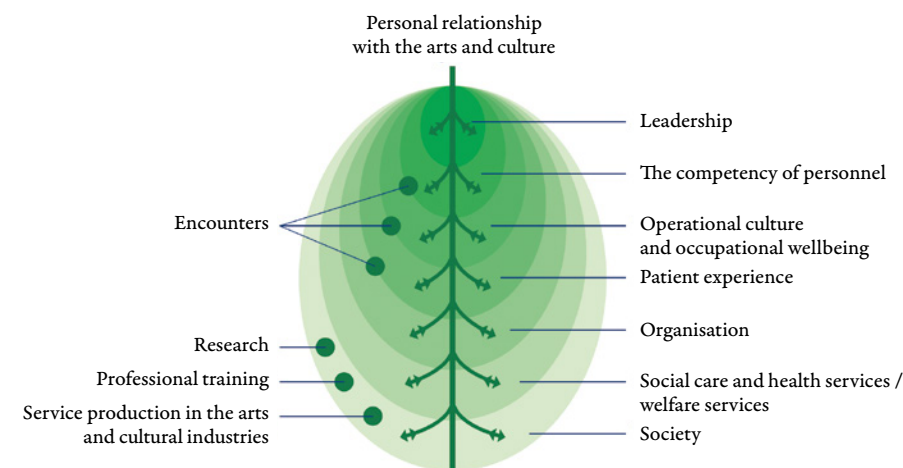 Personal relationship
with the arts and culture
Leadership
The competency of personnel
Encounters
Operational culture
and occupational wellbeing
Patient experience
Organisation
Research
Professional training
Social care and health services /
welfare services
Service production in the arts
and cultural industries
Society